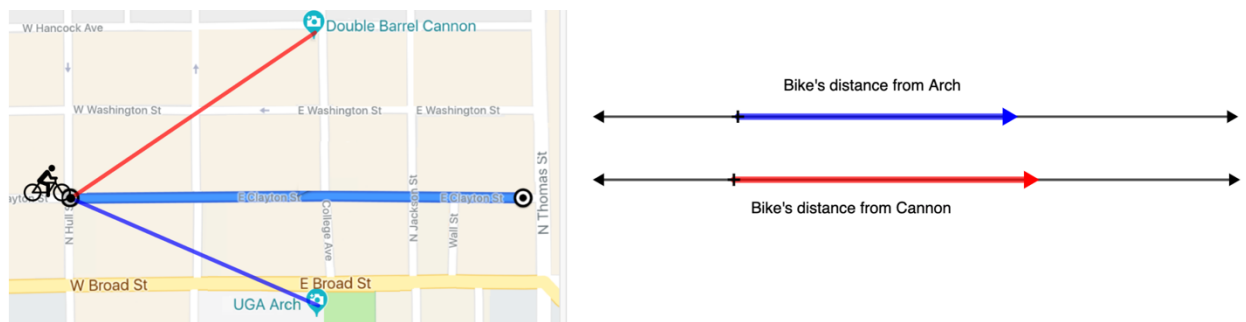 W Hancock Ave
Double Barrel Cannon
W Washington St
E Washington St
E Washington St
E Clayton St
E Clayton St
ayton St
N Hull S
College Ave
N Jackson St
Wall St
N Thomas St
W Broad St
E Broad St
UGA Arch
Bike's distance from Arch
Bike's distance from Cannon